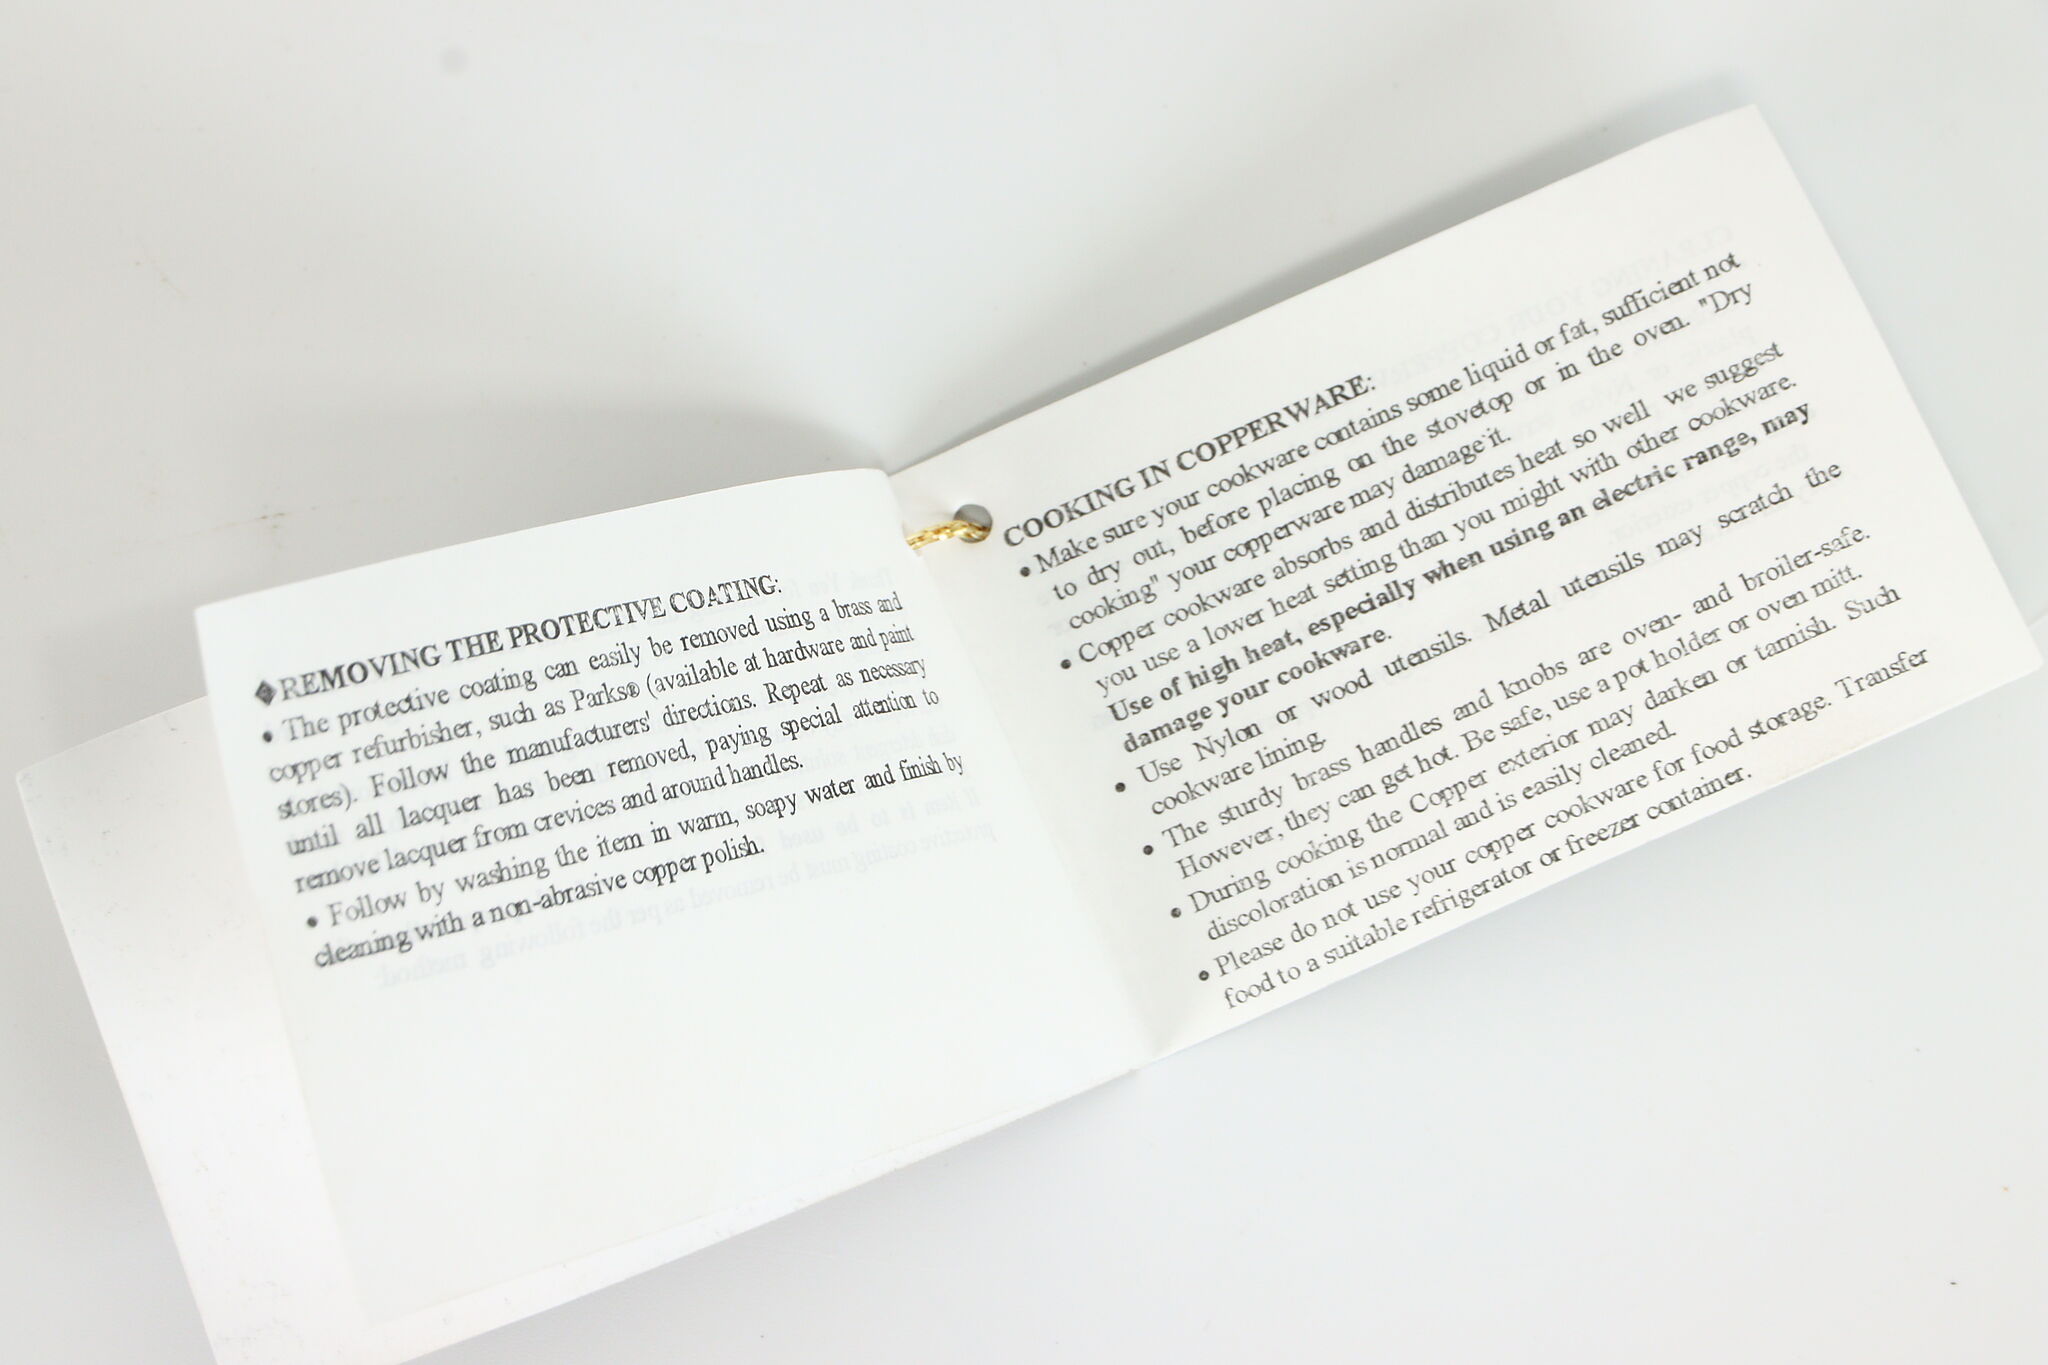 ◆REMOVING THE PROTECTIVE COATING:
• The protective coating can easily be removed using a brass and
copper refurbisher, such as Parks® (available at hardware and paint
stores). Follow the manufacturers' directions. Repeat as necessary
until all lacquer has been removed, paying special attention to
remove lacquer from crevices and around handles.
• Follow by washing the item in warm, soapy water and finish by
cleaning with a non-abrasive copper polish.
COOKING IN COPPERWARE:
• Make sure your cookware contains some liquid or fat, sufficient not
to dry out, before placing on the stovetop or in the oven. "Dry
cooking" your copperware may damage it.
• Copper cookware absorbs and distributes heat so well we suggest
you use a lower heat setting than you might with other cookware.
Use of high heat, especially when using an electric range, may
damage your cookware.
• Use Nylon or wood utensils. Metal utensils may scratch the
cookware lining.
• The sturdy brass handles and knobs are oven- and broiler-safe.
However, they can get hot. Be safe, use a pot holder or oven mitt.
• During cooking the Copper exterior may darken or tarnish. Such
discoloration is normal and is easily cleaned.
• Please do not use your copper cookware for food storage. Transfer
food to a suitable refrigerator or freezer container.